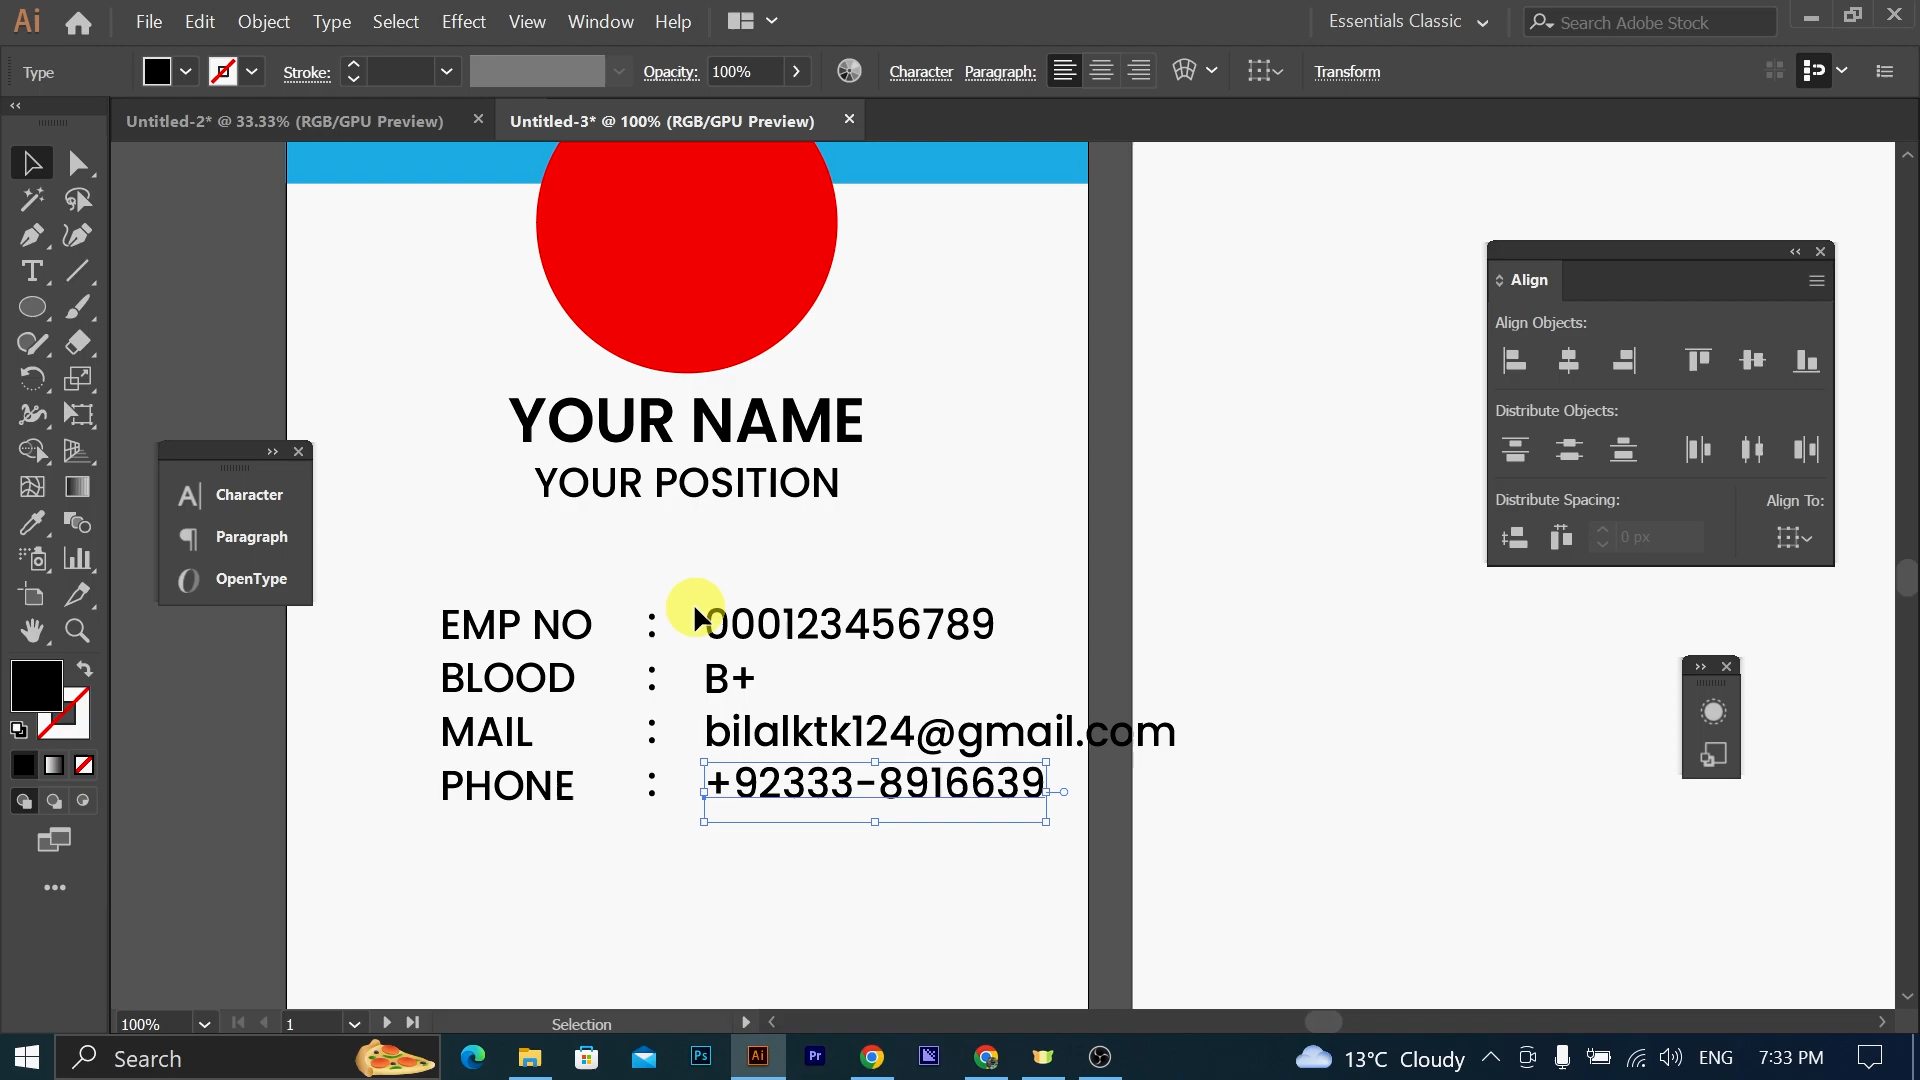 Ai File Edit Object Type Select Effect View Window Help Essentials Classic Search Adobe Stock
Type Stroke: Opacity: 100% Character Paragraph: Transform
Untitled-2* @ 33.33% (RGB/GPU Preview) Untitled-3* @ 100% (RGB/GPU Preview)
Align
Align Objects:
Distribute Objects:
Distribute Spacing: Align To:
0 px
Character
Paragraph
OpenType
YOUR NAME
YOUR POSITION
EMP NO : 000123456789
BLOOD : B+
MAIL : bilalktk124@gmail.com
PHONE : +92333-8916639
100% 1 Selection
Search Ps Ai Pr 13°C Cloudy ENG 7:33 PM